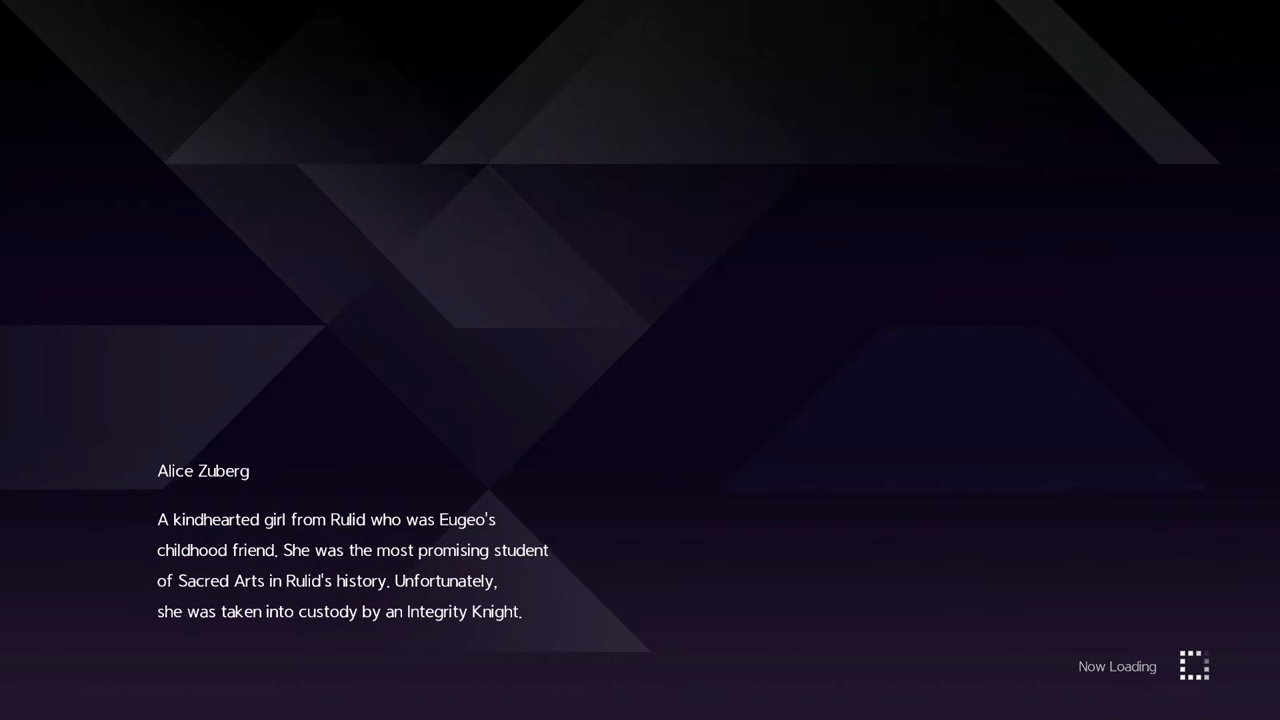 Alice Zuberg
A kindhearted girl from Rulid who was Eugeo's
childhood friend. She was the most promising student
of Sacred Arts in Rulid's history. Unfortunately,
she was taken into custody by an Integrity Knight.
Now Loading